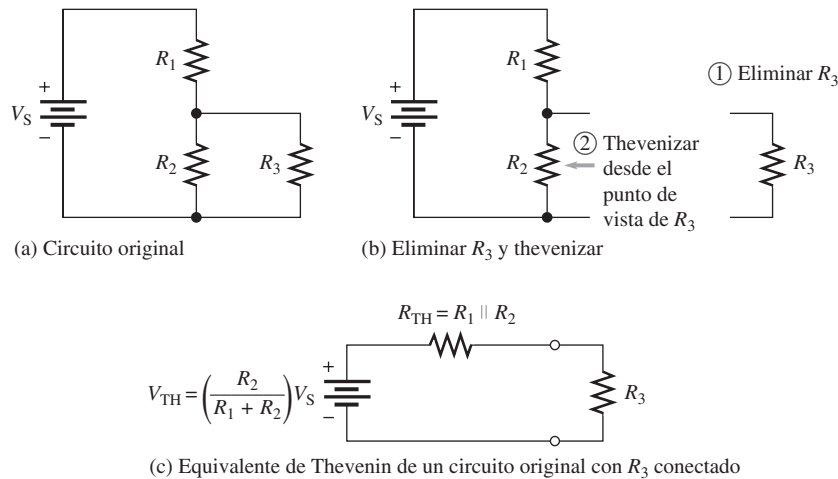 R1
R1
① Eliminar R3
+
VS
−
+
VS
−
R2
R3
R2
② Thevenizar
desde el
punto de
vista de R3
R3
(a) Circuito original
(b) Eliminar R3 y thevenizar
RTH = R1 || R2
VTH = (R2 / (R1 + R2)) VS
+
−
R3
(c) Equivalente de Thevenin de un circuito original con R3 conectado